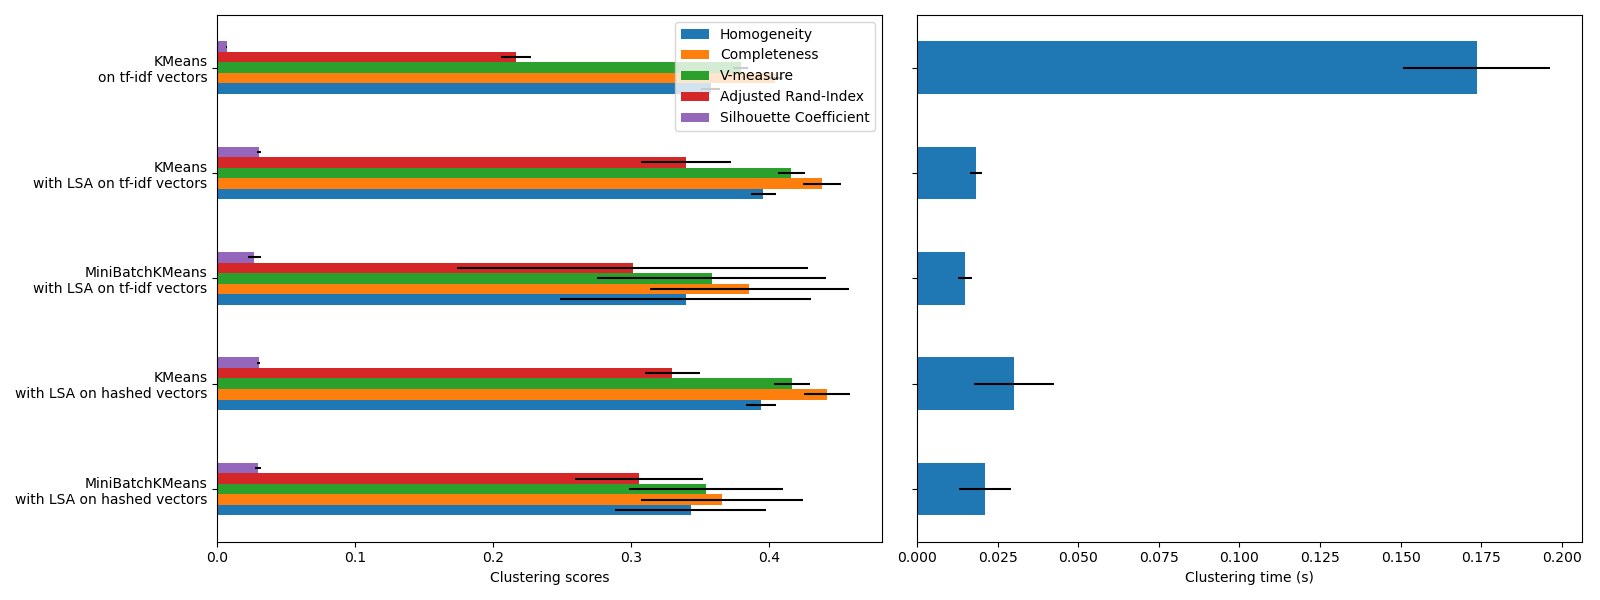 KMeans
on tf-idf vectors
KMeans
with LSA on tf-idf vectors
MiniBatchKMeans
with LSA on tf-idf vectors
KMeans
with LSA on hashed vectors
MiniBatchKMeans
with LSA on hashed vectors
Homogeneity
Completeness
V-measure
Adjusted Rand-Index
Silhouette Coefficient
0.0 0.1 0.2 0.3 0.4
Clustering scores
0.000 0.025 0.050 0.075 0.100 0.125 0.150 0.175 0.200
Clustering time (s)